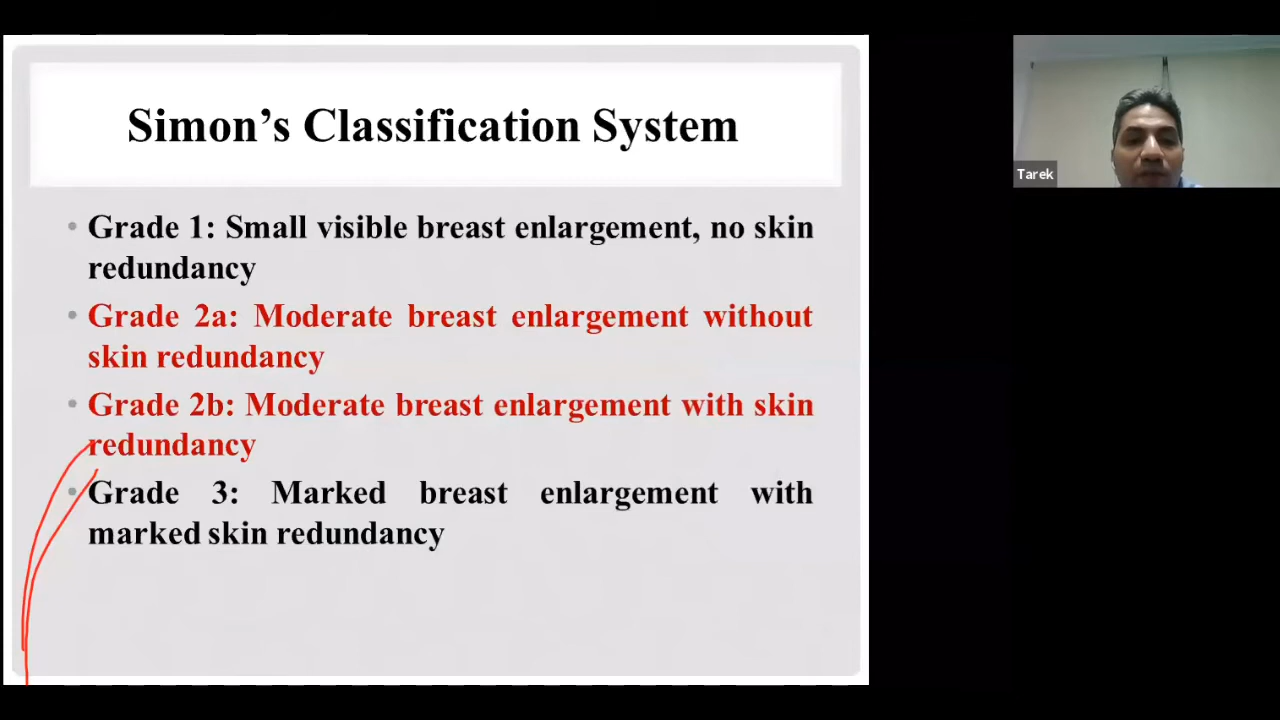 Simon’s Classification System
• Grade 1: Small visible breast enlargement, no skin
redundancy
• Grade 2a: Moderate breast enlargement without
skin redundancy
• Grade 2b: Moderate breast enlargement with skin
redundancy
• Grade 3: Marked breast enlargement with
marked skin redundancy
Tarek